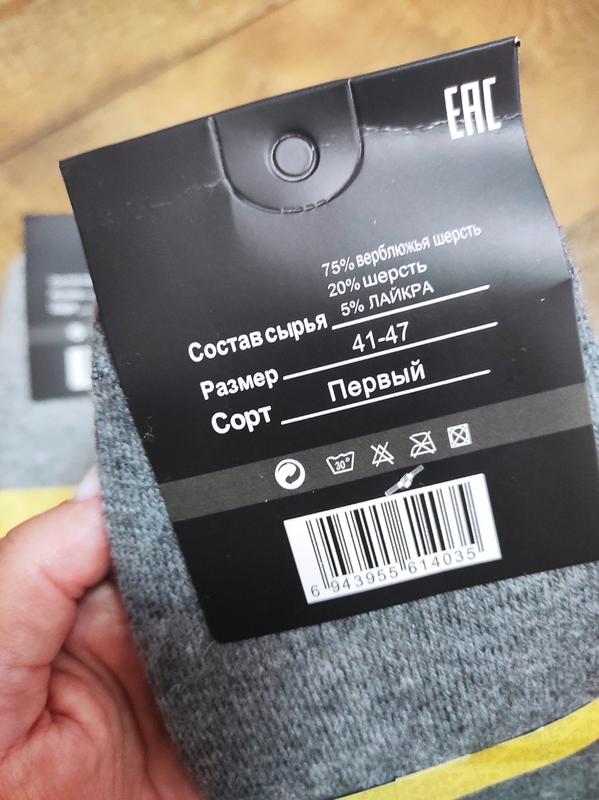 EAC
75% верблюжья шерсть
20% шерсть
5% ЛАЙКРА
Состав сырья
41-47
Размер
Первый
Сорт
30°
6 943955 614035